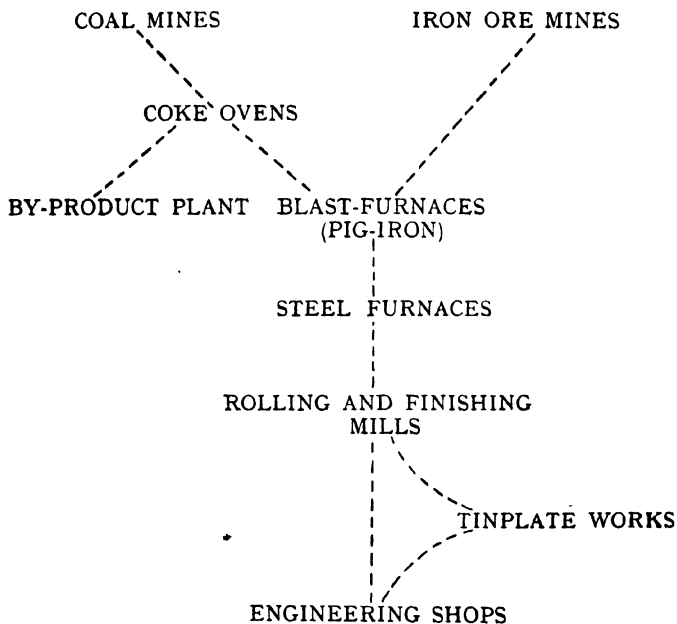 COAL MINES IRON ORE MINES
COKE OVENS
BY-PRODUCT PLANT BLAST-FURNACES
(PIG-IRON)
STEEL FURNACES
ROLLING AND FINISHING
MILLS
TINPLATE WORKS
ENGINEERING SHOPS